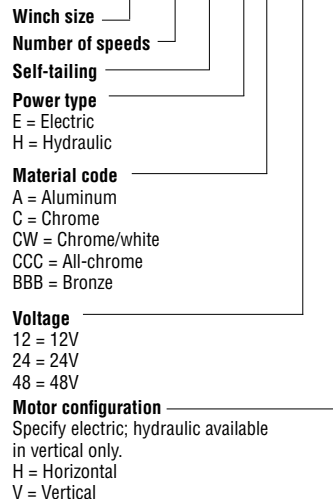 Winch size
Number of speeds
Self-tailing
Power type
E = Electric
H = Hydraulic
Material code
A = Aluminum
C = Chrome
CW = Chrome/white
CCC = All-chrome
BBB = Bronze
Voltage
12 = 12V
24 = 24V
48 = 48V
Motor configuration
Specify electric; hydraulic available
in vertical only.
H = Horizontal
V = Vertical